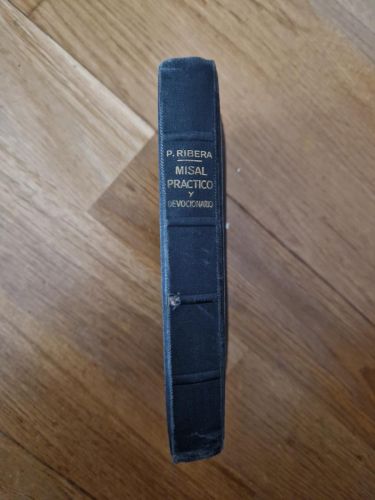 P. RIBERA
MISAL
PRACTICO
Y
DEVOCIONARIO